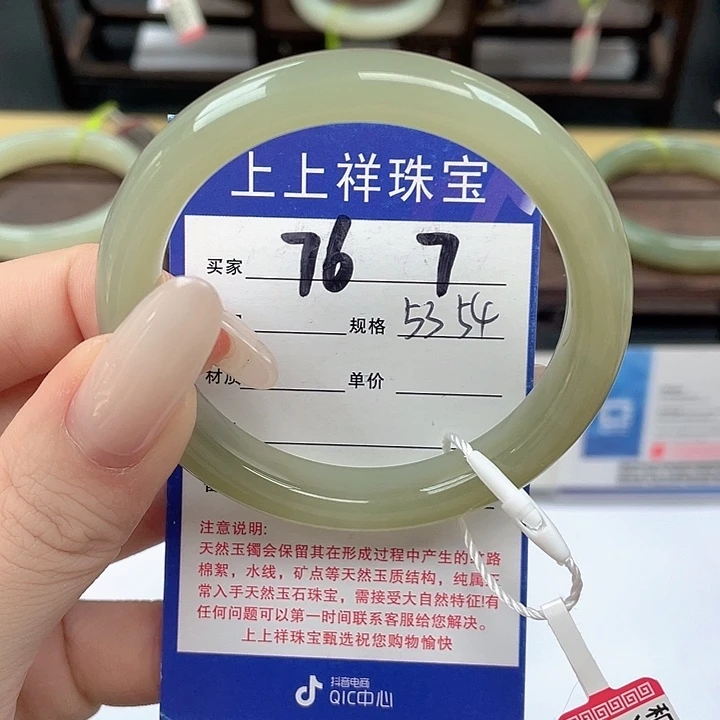 上上祥珠宝
买家 76 7
规格 53 54
材质 单价
注意说明:
天然玉镯会保留其在形成过程中产生的纹路
棉絮，水线，矿点等天然玉质结构，纯属正
常入手天然玉石珠宝，需接受大自然特征!有
任何问题可以第一时间联系客服给您解决。
上上祥珠宝甄选祝您购物愉快
抖音电商
QIC中心